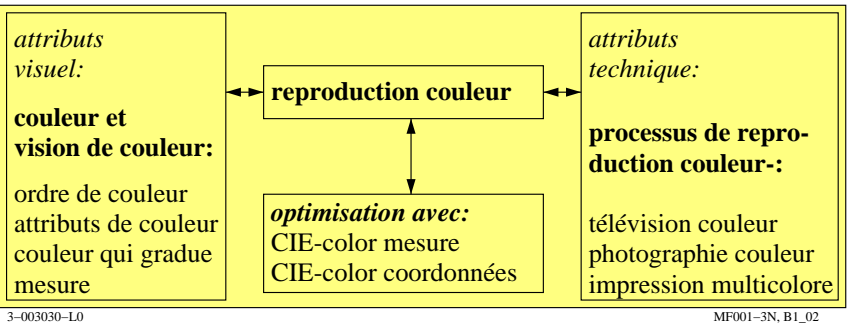 attributs
visuel:
couleur et
vision de couleur:
ordre de couleur
attributs de couleur
couleur qui gradue
mesure
reproduction couleur
optimisation avec:
CIE-color mesure
CIE-color coordonnées
attributs
technique:
processus de repro-
duction couleur-:
télévision couleur
photographie couleur
impression multicolore
3−003030−L0
MF001−3N, B1_02